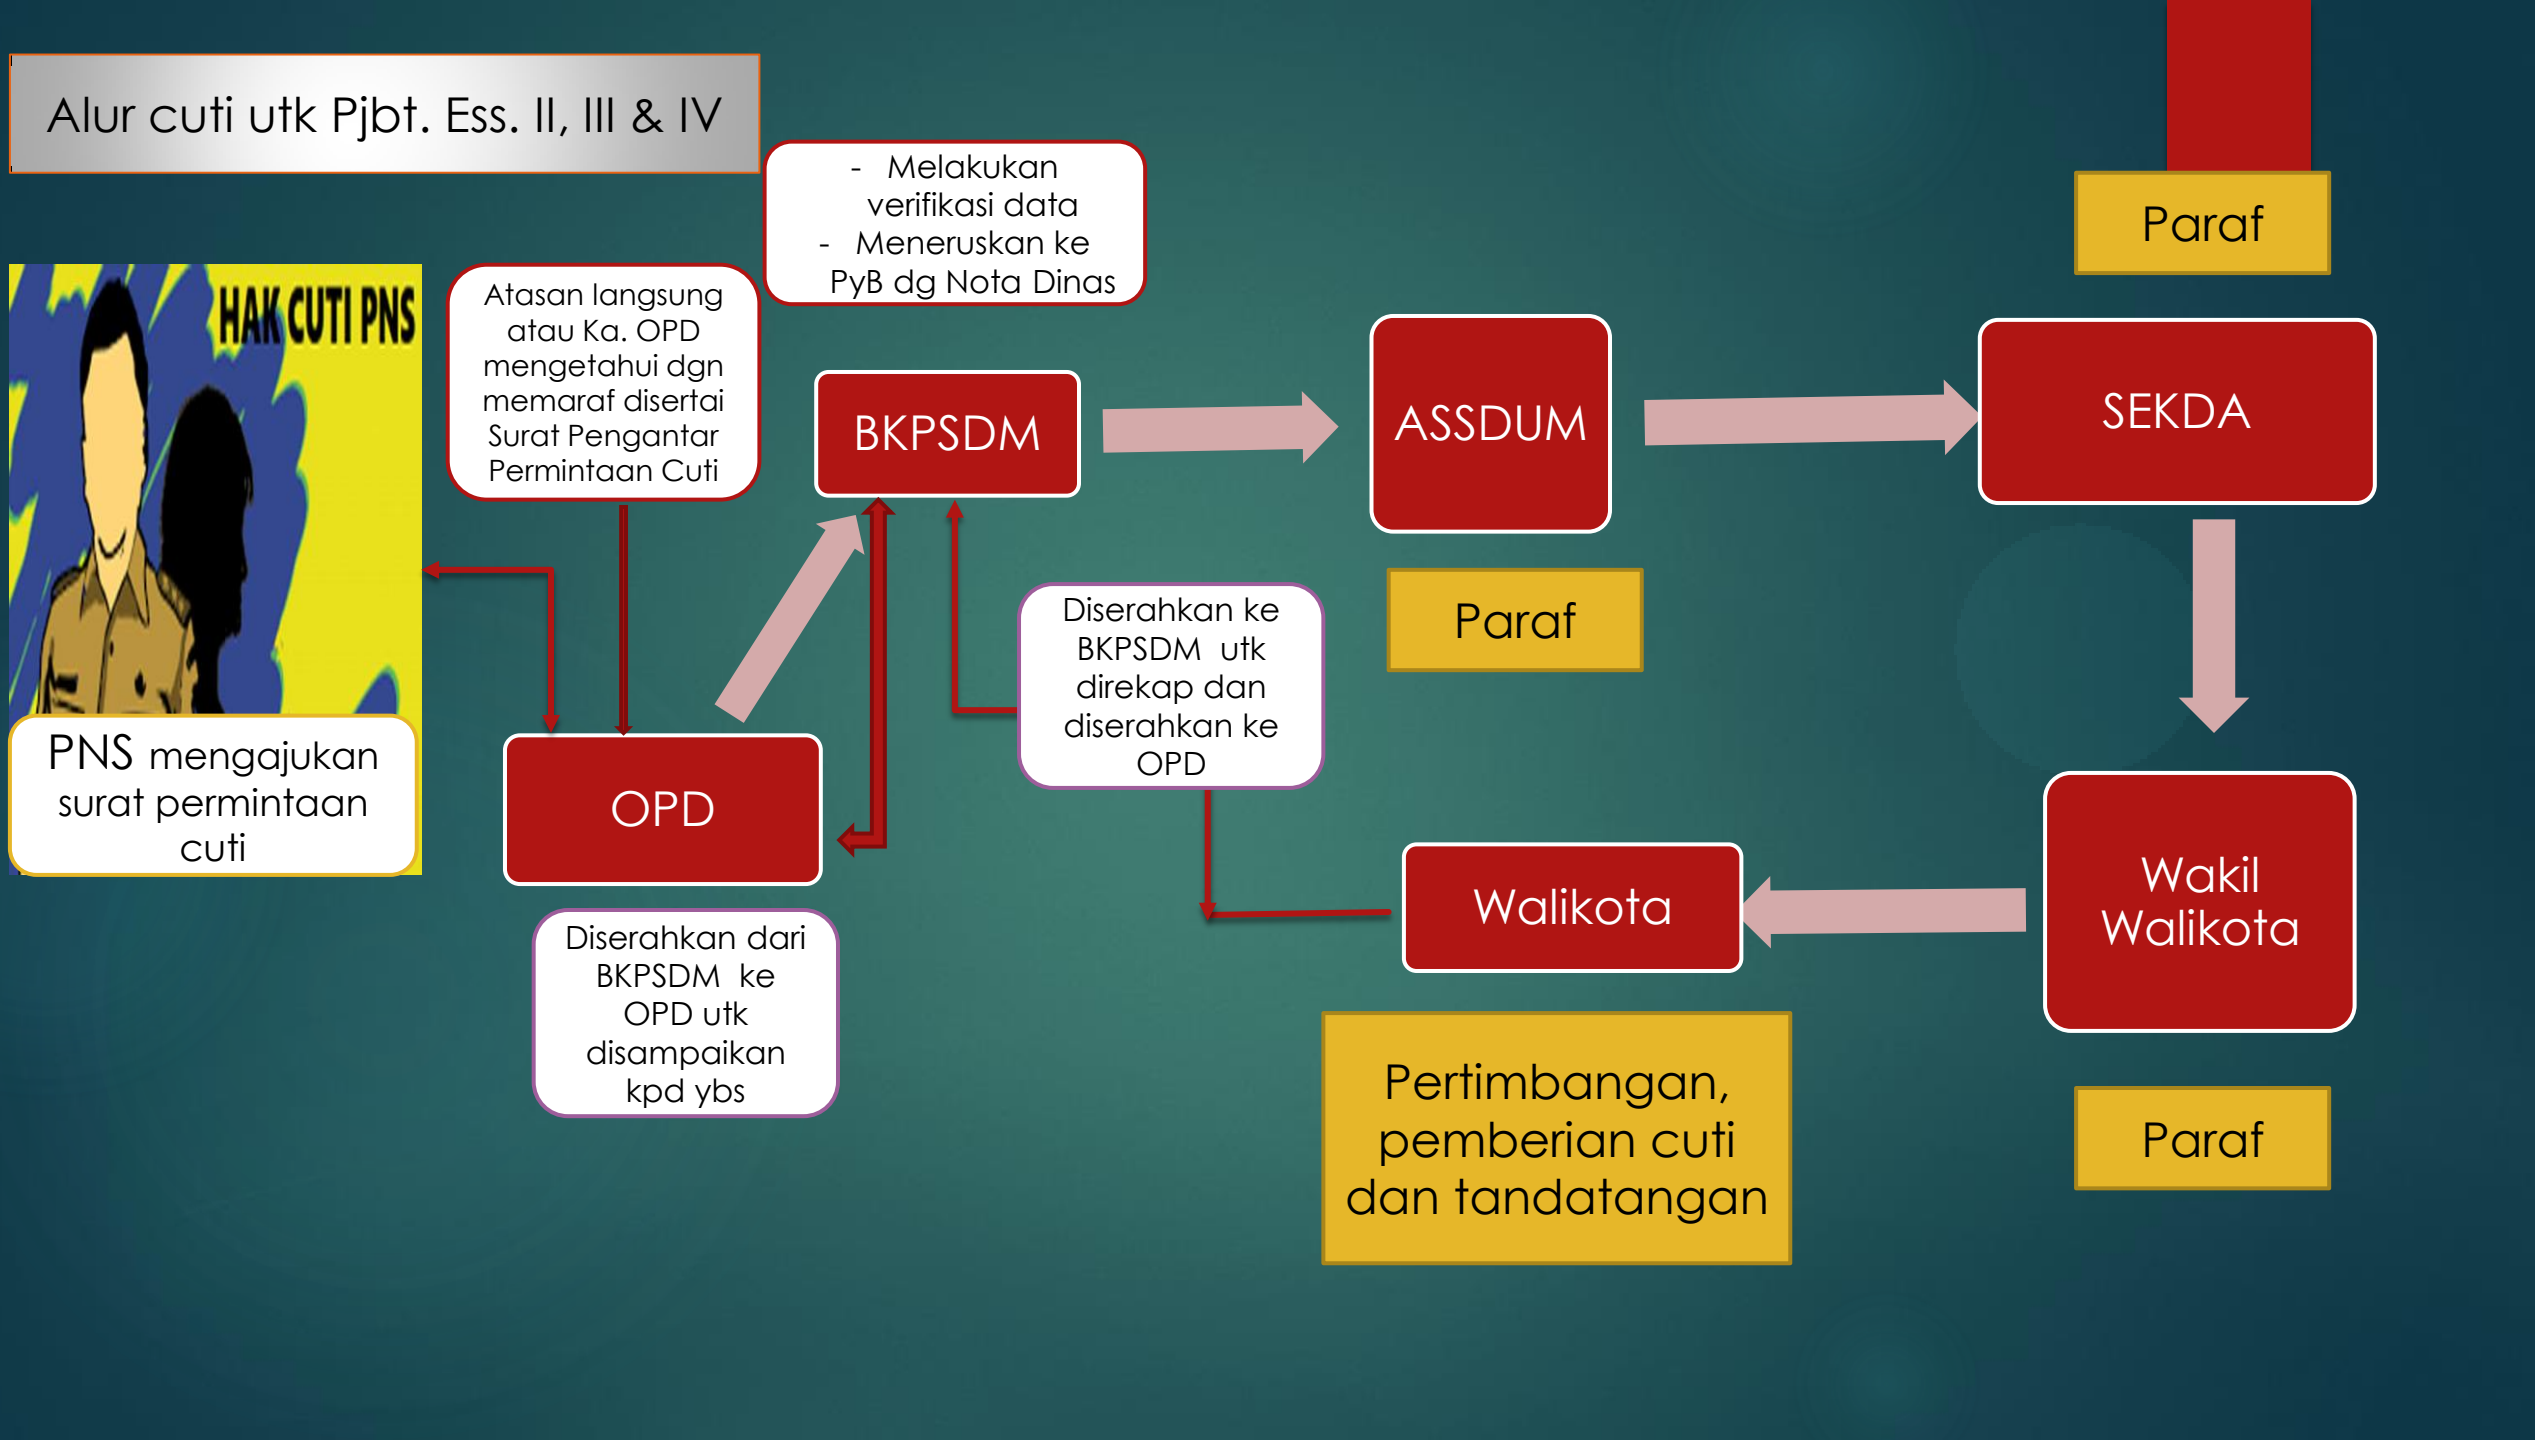 Alur cuti utk Pjbt. Ess. II, III & IV
- Melakukan
verifikasi data
- Meneruskan ke
PyB dg Nota Dinas
Paraf
HAK CUTI PNS
Atasan langsung
atau Ka. OPD
mengetahui dgn
memaraf disertai
Surat Pengantar
Permintaan Cuti
BKPSDM
ASSDUM
SEKDA
Paraf
Diserahkan ke
BKPSDM utk
direkap dan
diserahkan ke
OPD
PNS mengajukan
surat permintaan
cuti
OPD
Walikota
Wakil
Walikota
Diserahkan dari
BKPSDM ke
OPD utk
disampaikan
kpd ybs
Pertimbangan,
pemberian cuti
dan tandatangan
Paraf